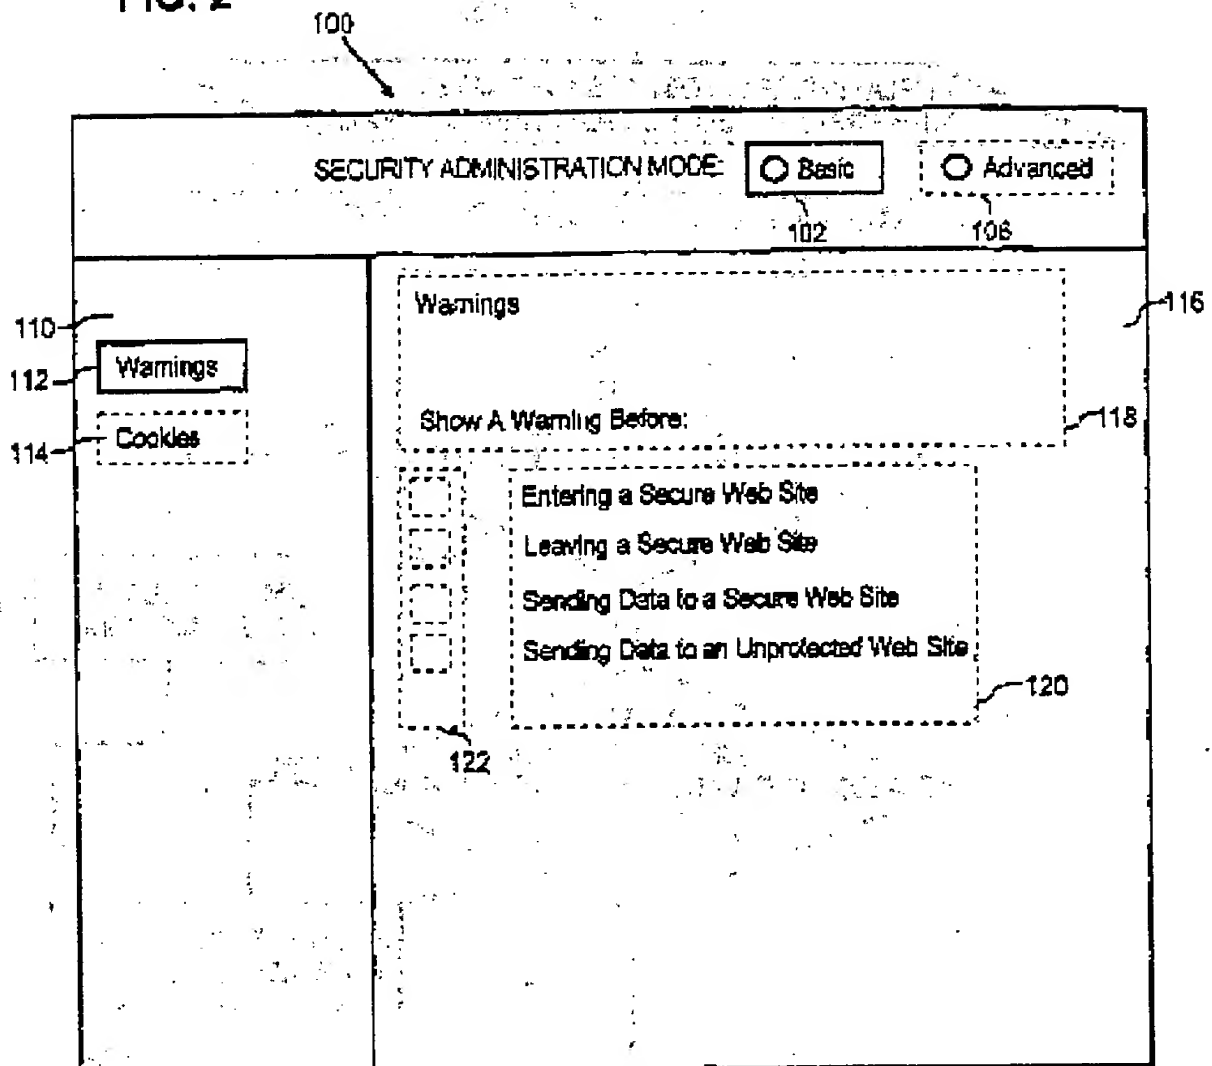 FIG. 2
100
SECURITY ADMINISTRATION MODE: Basic Advanced
102 106
110
Warnings
116
112
Warnings
114
Cookies
Show A Warning Before:
118
Entering a Secure Web Site
Leaving a Secure Web Site
Sending Data to a Secure Web Site
Sending Data to an Unprotected Web Site
120
122